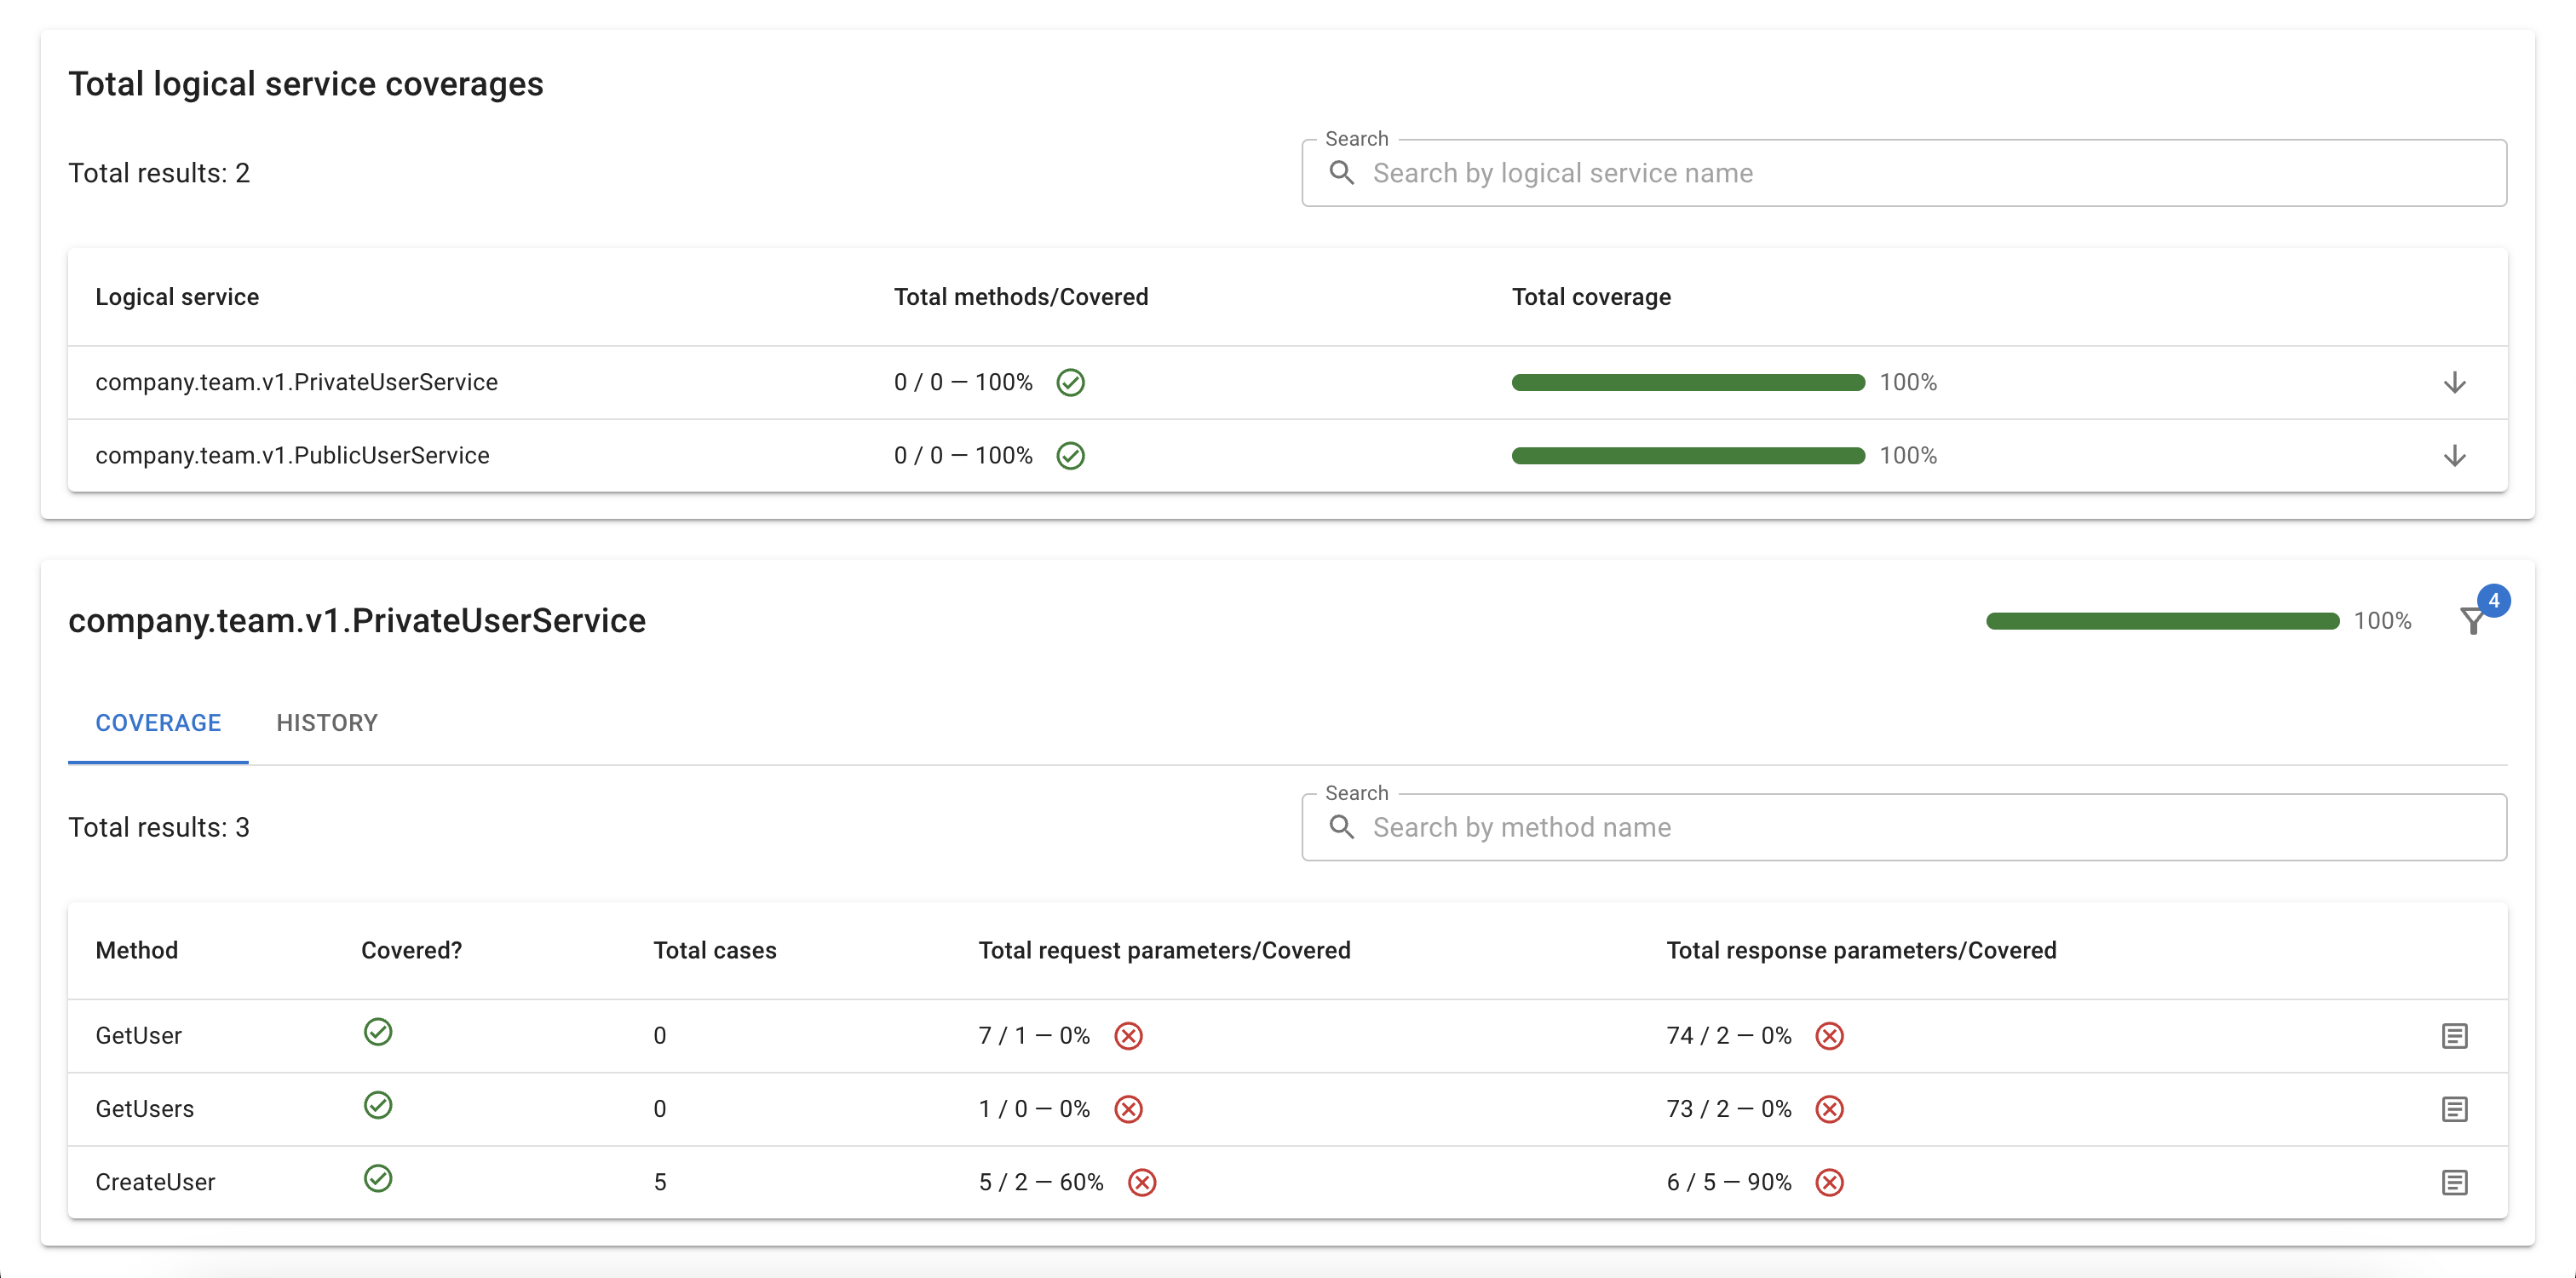 Total logical service coverages
Total results: 2
Search
Search by logical service name
Logical service Total methods/Covered Total coverage
company.team.v1.PrivateUserService 0 / 0 — 100% 100%
company.team.v1.PublicUserService 0 / 0 — 100% 100%
company.team.v1.PrivateUserService 100% 4
COVERAGE HISTORY
Total results: 3
Search
Search by method name
Method Covered? Total cases Total request parameters/Covered Total response parameters/Covered
GetUser 0 7 / 1 — 0% 74 / 2 — 0%
GetUsers 0 1 / 0 — 0% 73 / 2 — 0%
CreateUser 5 5 / 2 — 60% 6 / 5 — 90%